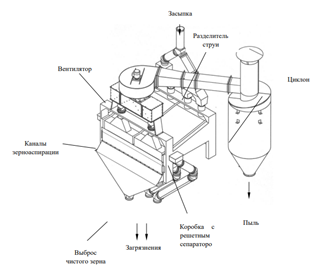 Засыпка
Разделитель
струи
Вентилятор
Циклон
Каналы
зерноаспирации
Коробка с
решетным
сепараторо
Пыль
Загрязнения
Выброс
чистого зерна